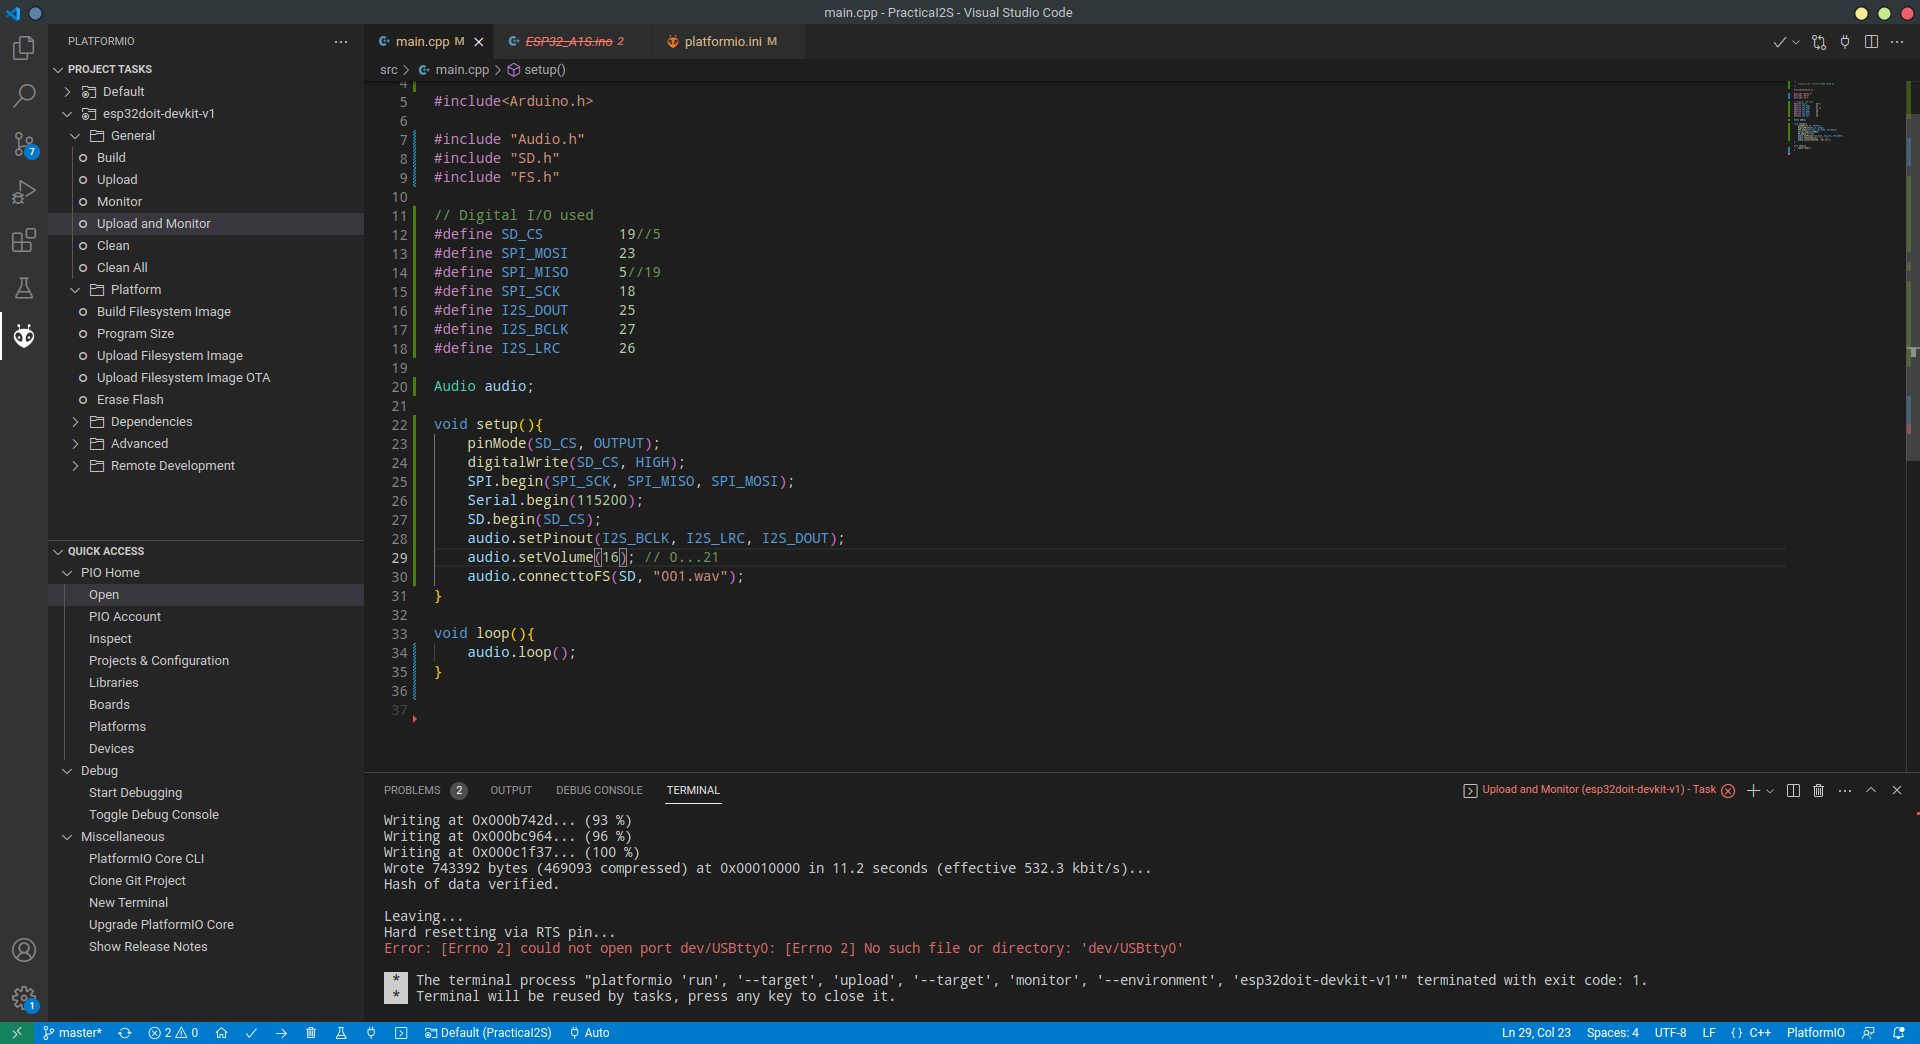 main.cpp - PracticaI2S - Visual Studio Code
PLATFORMIO
main.cpp M
ESP32_A1S.ino 2
platformio.ini M
src > main.cpp > setup()
PROJECT TASKS
Default
esp32doit-devkit-v1
General
Build
Upload
Monitor
Upload and Monitor
Clean
Clean All
Platform
Build Filesystem Image
Program Size
Upload Filesystem Image
Upload Filesystem Image OTA
Erase Flash
Dependencies
Advanced
Remote Development
7
QUICK ACCESS
PIO Home
Open
PIO Account
Inspect
Projects & Configuration
Libraries
Boards
Platforms
Devices
Debug
Start Debugging
Toggle Debug Console
Miscellaneous
PlatformIO Core CLI
Clone Git Project
New Terminal
Upgrade PlatformIO Core
Show Release Notes
1
4
5 #include<Arduino.h>
6
7 #include "Audio.h"
8 #include "SD.h"
9 #include "FS.h"
10
11 // Digital I/O used
12 #define SD_CS 19//5
13 #define SPI_MOSI 23
14 #define SPI_MISO 5//19
15 #define SPI_SCK 18
16 #define I2S_DOUT 25
17 #define I2S_BCLK 27
18 #define I2S_LRC 26
19
20 Audio audio;
21
22 void setup(){
23 pinMode(SD_CS, OUTPUT);
24 digitalWrite(SD_CS, HIGH);
25 SPI.begin(SPI_SCK, SPI_MISO, SPI_MOSI);
26 Serial.begin(115200);
27 SD.begin(SD_CS);
28 audio.setPinout(I2S_BCLK, I2S_LRC, I2S_DOUT);
29 audio.setVolume(16); // 0...21
30 audio.connecttoFS(SD, "001.wav");
31 }
32
33 void loop(){
34 audio.loop();
35 }
36
37
PROBLEMS 2 OUTPUT DEBUG CONSOLE TERMINAL
Upload and Monitor (esp32doit-devkit-v1) - Task
Writing at 0x000b742d... (93 %)
Writing at 0x000bc964... (96 %)
Writing at 0x000c1f37... (100 %)
Wrote 743392 bytes (469093 compressed) at 0x00010000 in 11.2 seconds (effective 532.3 kbit/s)...
Hash of data verified.
Leaving...
Hard resetting via RTS pin...
Error: [Errno 2] could not open port dev/USBtty0: [Errno 2] No such file or directory: 'dev/USBtty0'
* The terminal process "platformio 'run', '--target', 'upload', '--target', 'monitor', '--environment', 'esp32doit-devkit-v1'" terminated with exit code: 1.
* Terminal will be reused by tasks, press any key to close it.
master* 2 0 Default (PracticaI2S) Auto
Ln 29, Col 23 Spaces: 4 UTF-8 LF {} C++ PlatformIO